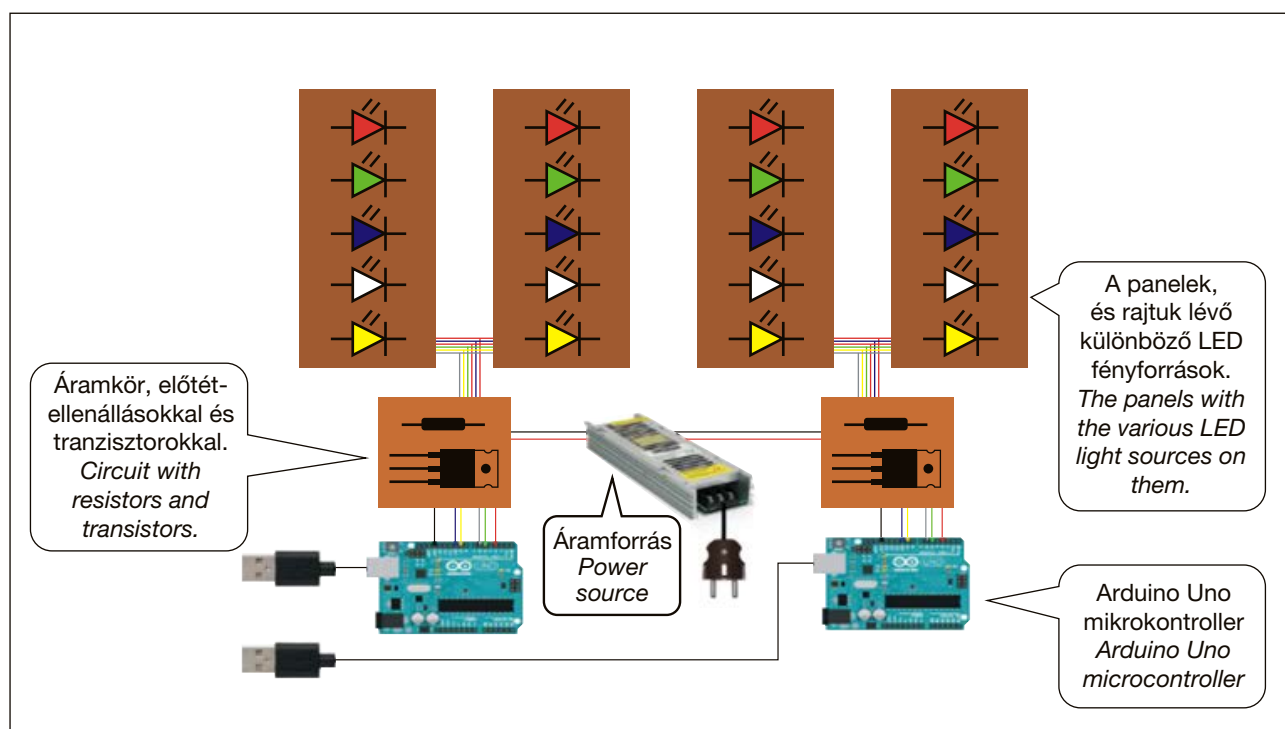 A panelek,
és rajtuk lévő
különböző LED
fényforrások.
The panels with
the various LED
light sources on
them.
Áramkör, előtét-
ellenállásokkal és
tranzisztorokkal.
Circuit with
resistors and
transistors.
Áramforrás
Power
source
Arduino Uno
mikrokontroller
Arduino Uno
microcontroller